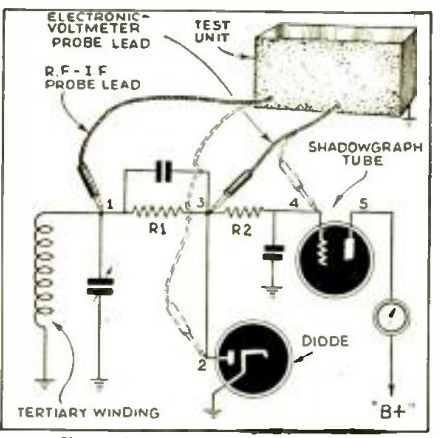 ELECTRONIC-
VOLTMETER
PROBE LEAD
TEST
UNIT
R.F-I F
PROBE LEAD
SHADOWGRAPH
TUBE
1
3
4
5
R1
R2
2
DIODE
TERTIARY WINDING
"B+"